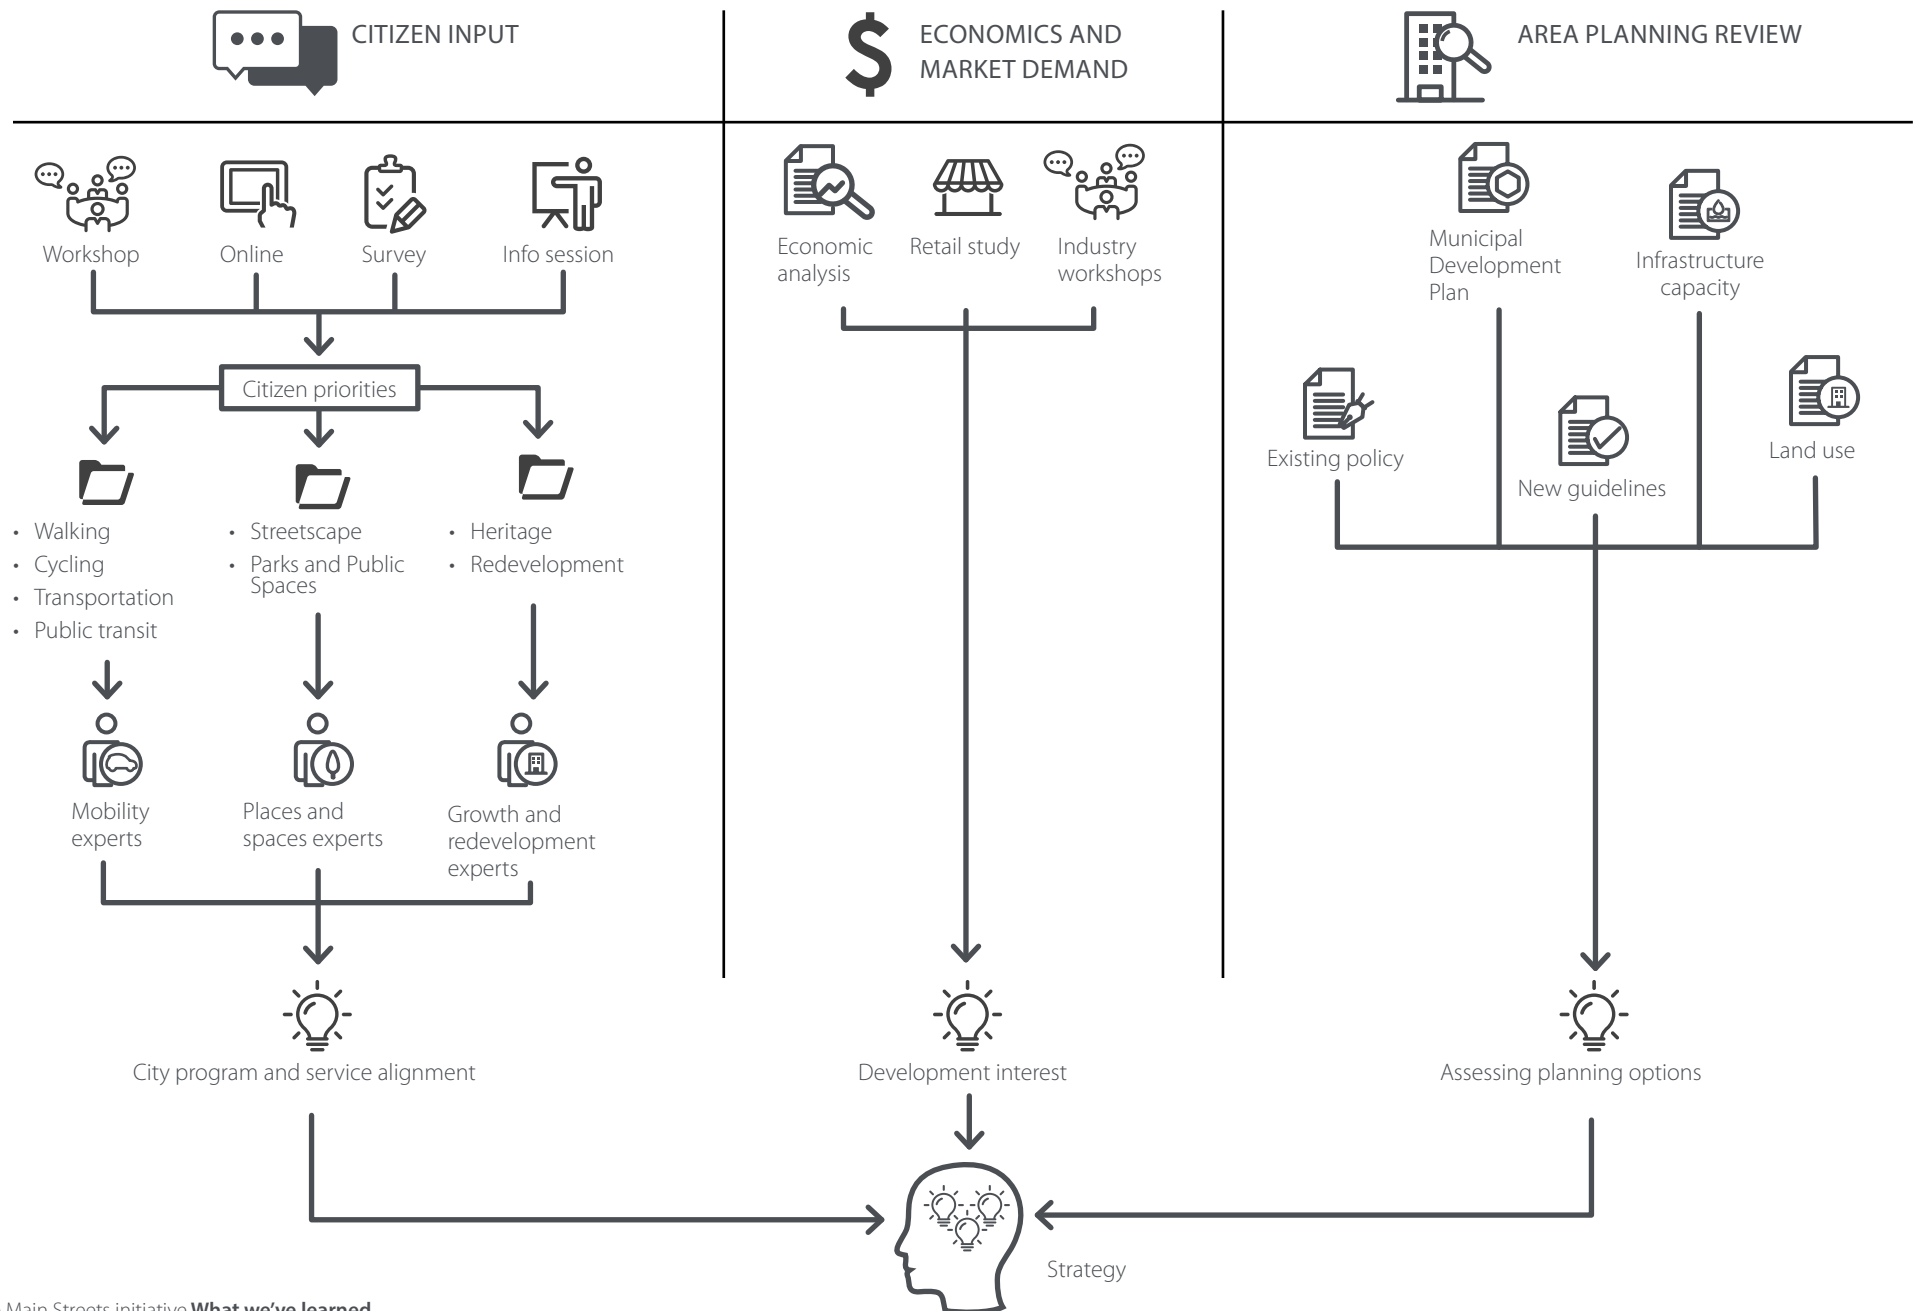 CITIZEN INPUT
ECONOMICS AND
MARKET DEMAND
AREA PLANNING REVIEW
Workshop
Online
Survey
Info session
Citizen priorities
• Walking
• Cycling
• Transportation
• Public transit
• Streetscape
• Parks and Public
Spaces
• Heritage
• Redevelopment
Mobility
experts
Places and
spaces experts
Growth and
redevelopment
experts
City program and service alignment
Economic
analysis
Retail study
Industry
workshops
Development interest
Municipal
Development
Plan
Infrastructure
capacity
Existing policy
New guidelines
Land use
Assessing planning options
Strategy
Main Streets initiative What we've learned